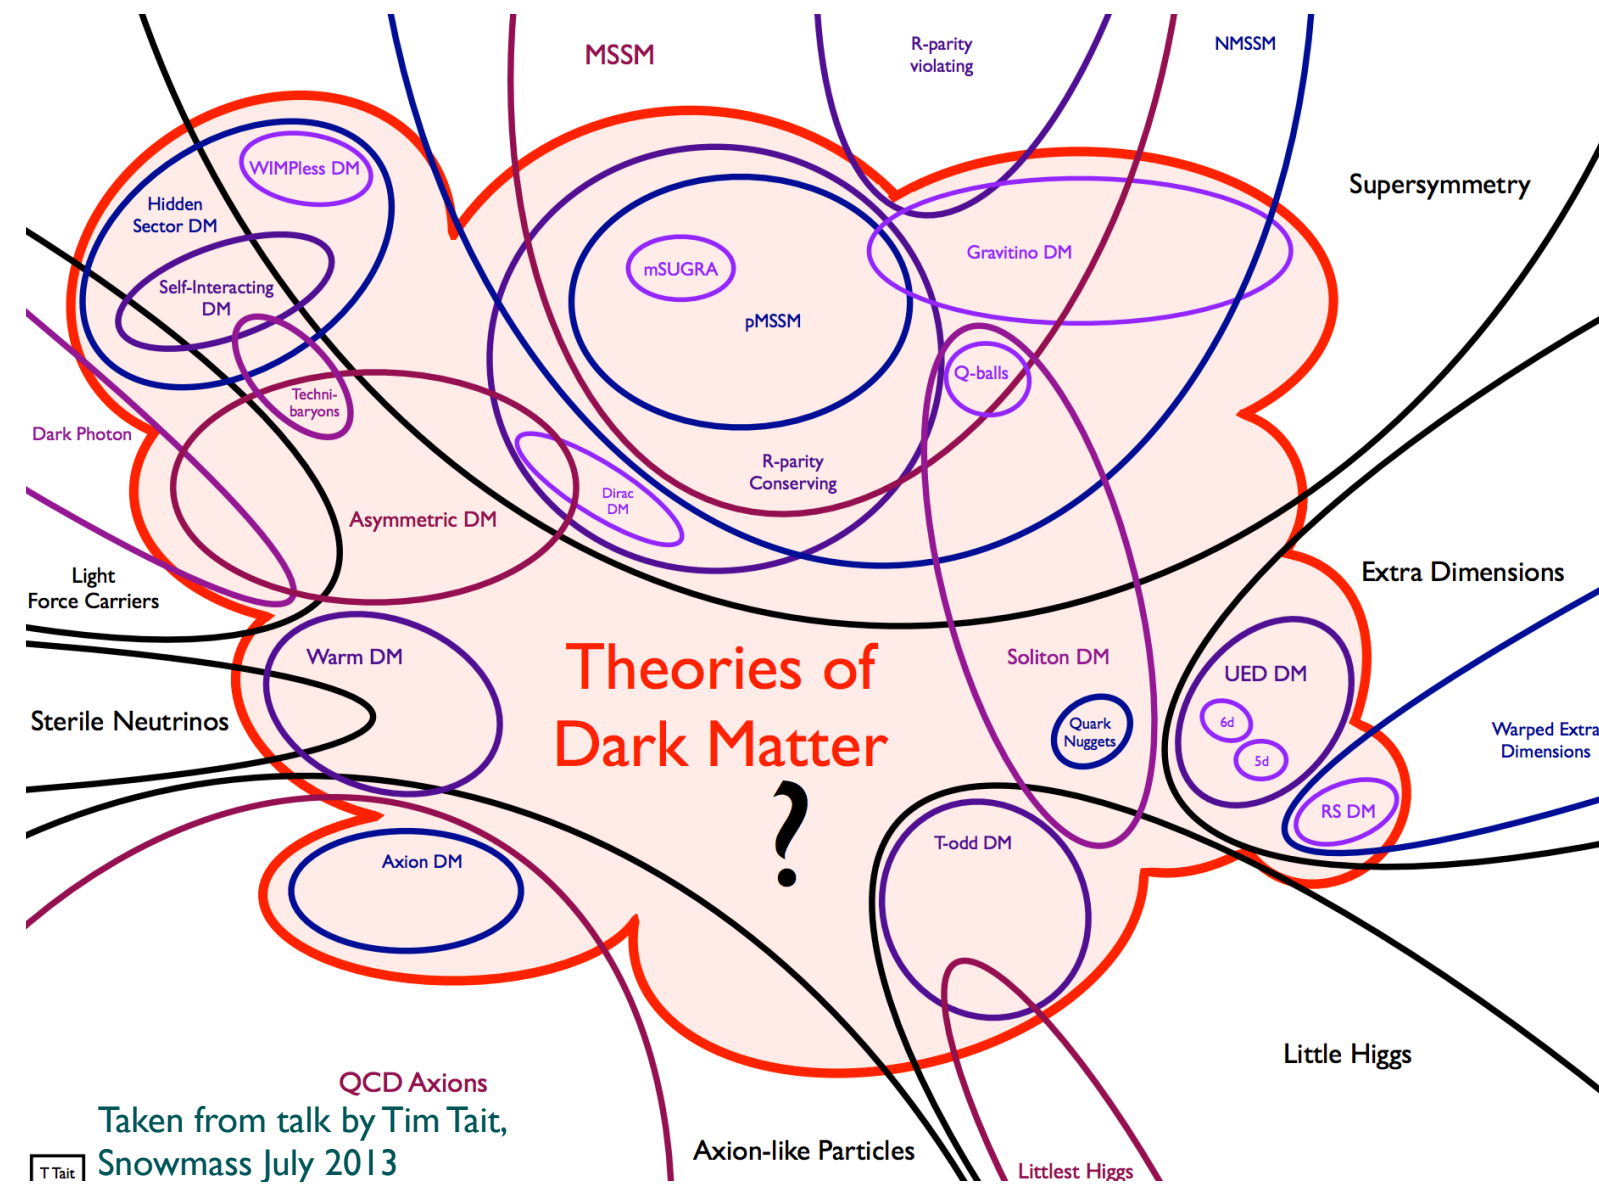 MSSM
R-parity
violating
NMSSM
WIMPless DM
Hidden
Sector DM
Supersymmetry
mSUGRA
Gravitino DM
Self-Interacting
DM
pMSSM
Q-balls
Techni-
baryons
Dark Photon
R-parity
Conserving
Dirac
DM
Asymmetric DM
Light
Force Carriers
Extra Dimensions
Warm DM
Theories of
Dark Matter
?
Soliton DM
UED DM
6d
5d
Quark
Nuggets
Sterile Neutrinos
Warped Extra
Dimensions
RS DM
T-odd DM
Axion DM
Little Higgs
QCD Axions
Taken from talk by Tim Tait,
Snowmass July 2013
Axion-like Particles
Littlest Higgs
T Tait